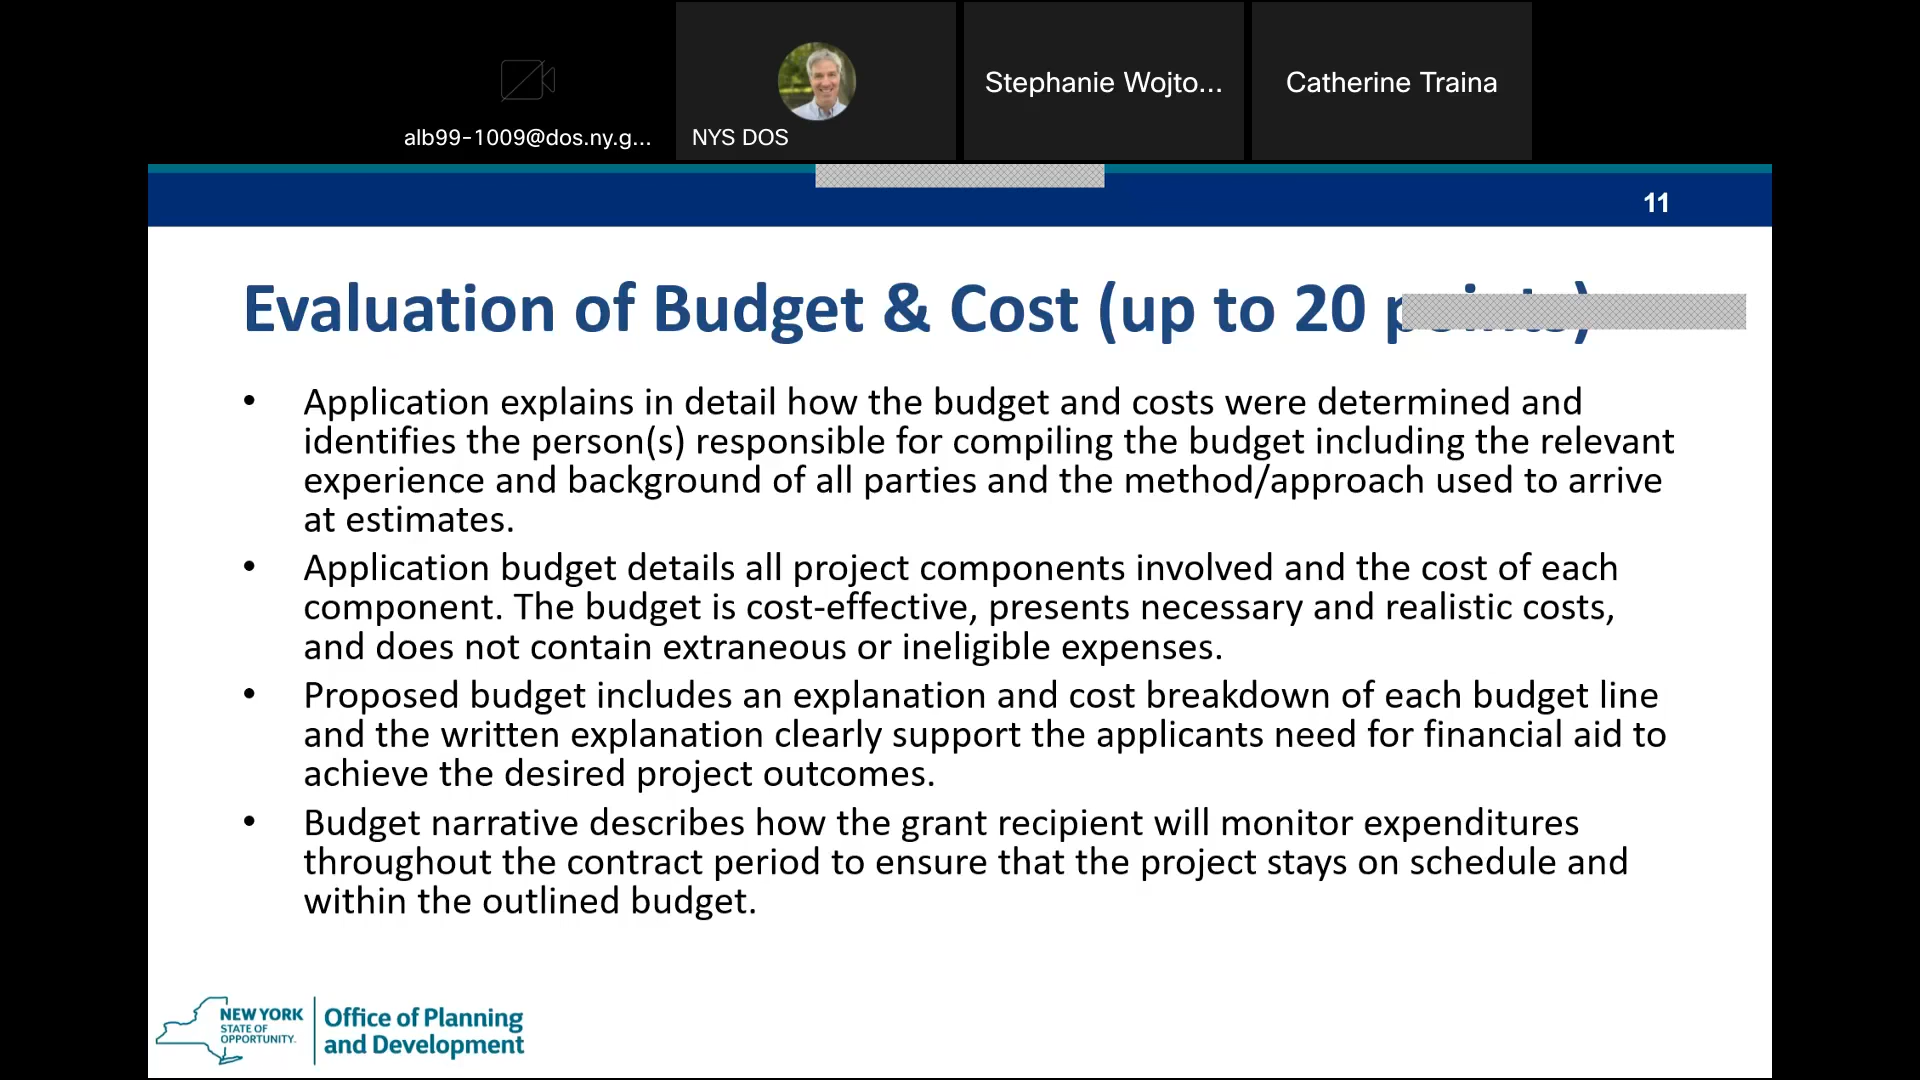 alb99-1009@dos.ny.g...
NYS DOS
Stephanie Wojto...
Catherine Traina
11
Evaluation of Budget & Cost (up to 20 points)
• Application explains in detail how the budget and costs were determined and
identifies the person(s) responsible for compiling the budget including the relevant
experience and background of all parties and the method/approach used to arrive
at estimates.
• Application budget details all project components involved and the cost of each
component. The budget is cost-effective, presents necessary and realistic costs,
and does not contain extraneous or ineligible expenses.
• Proposed budget includes an explanation and cost breakdown of each budget line
and the written explanation clearly support the applicants need for financial aid to
achieve the desired project outcomes.
• Budget narrative describes how the grant recipient will monitor expenditures
throughout the contract period to ensure that the project stays on schedule and
within the outlined budget.
NEW YORK
STATE OF
OPPORTUNITY.
Office of Planning
and Development